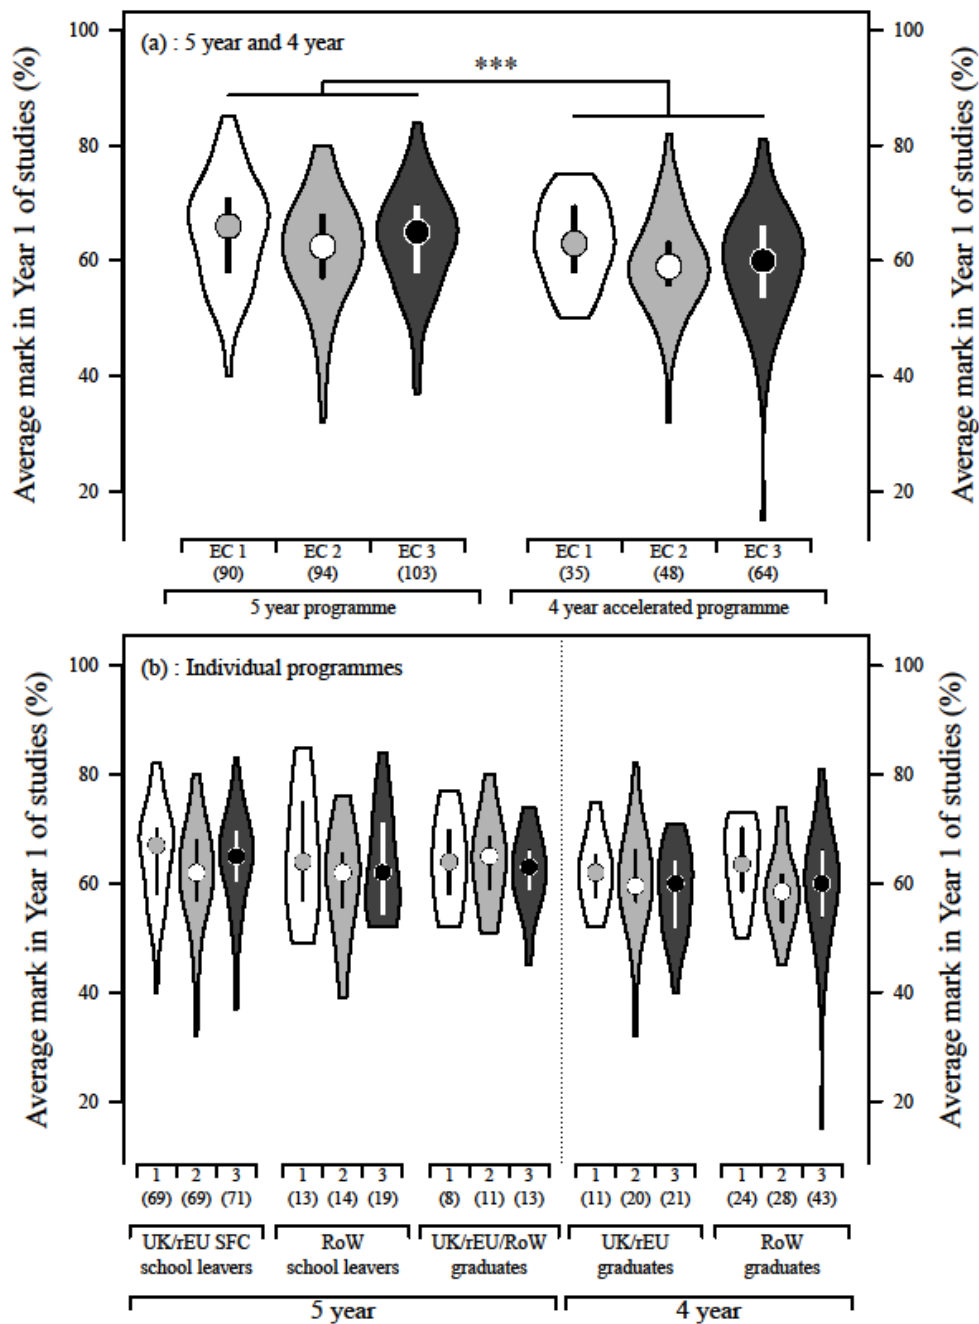 Average mark in Year 1 of studies (%)
100
80
60
40
20
(a) : 5 year and 4 year
***
100
80
60
40
20
Average mark in Year 1 of studies (%)
EC 1 EC 2 EC 3 EC 1 EC 2 EC 3
(90) (94) (103) (35) (48) (64)
5 year programme 4 year accelerated programme
Average mark in Year 1 of studies (%)
100
80
60
40
20
(b) : Individual programmes
100
80
60
40
20
Average mark in Year 1 of studies (%)
1 2 3 1 2 3 1 2 3 1 2 3 1 2 3
(69) (69) (71) (13) (14) (19) (8) (11) (13) (11) (20) (21) (24) (28) (43)
UK/rEU SFC RoW UK/rEU/RoW UK/rEU RoW
school leavers school leavers graduates graduates graduates
5 year 4 year